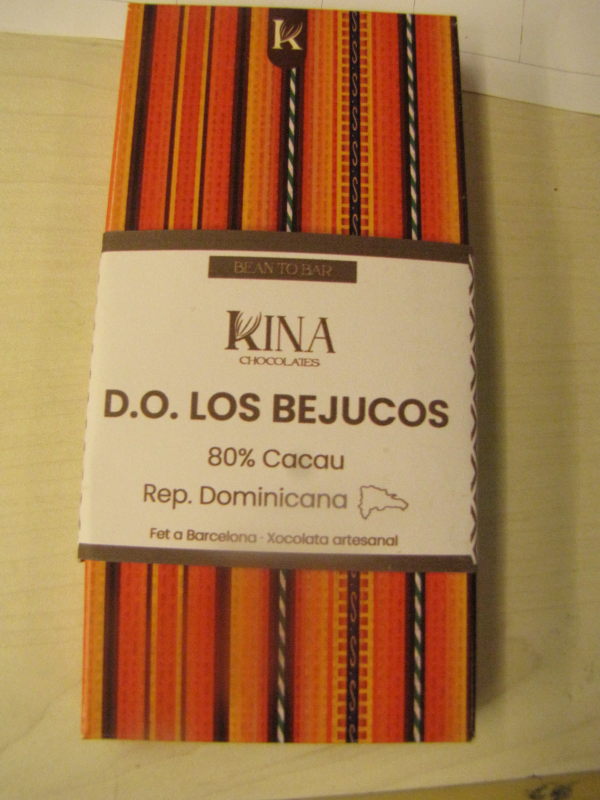 K
BEAN TO BAR
KINA
CHOCOLATES
D.O. LOS BEJUCOS
80% Cacau
Rep. Dominicana
Fet a Barcelona · Xocolata artesanal